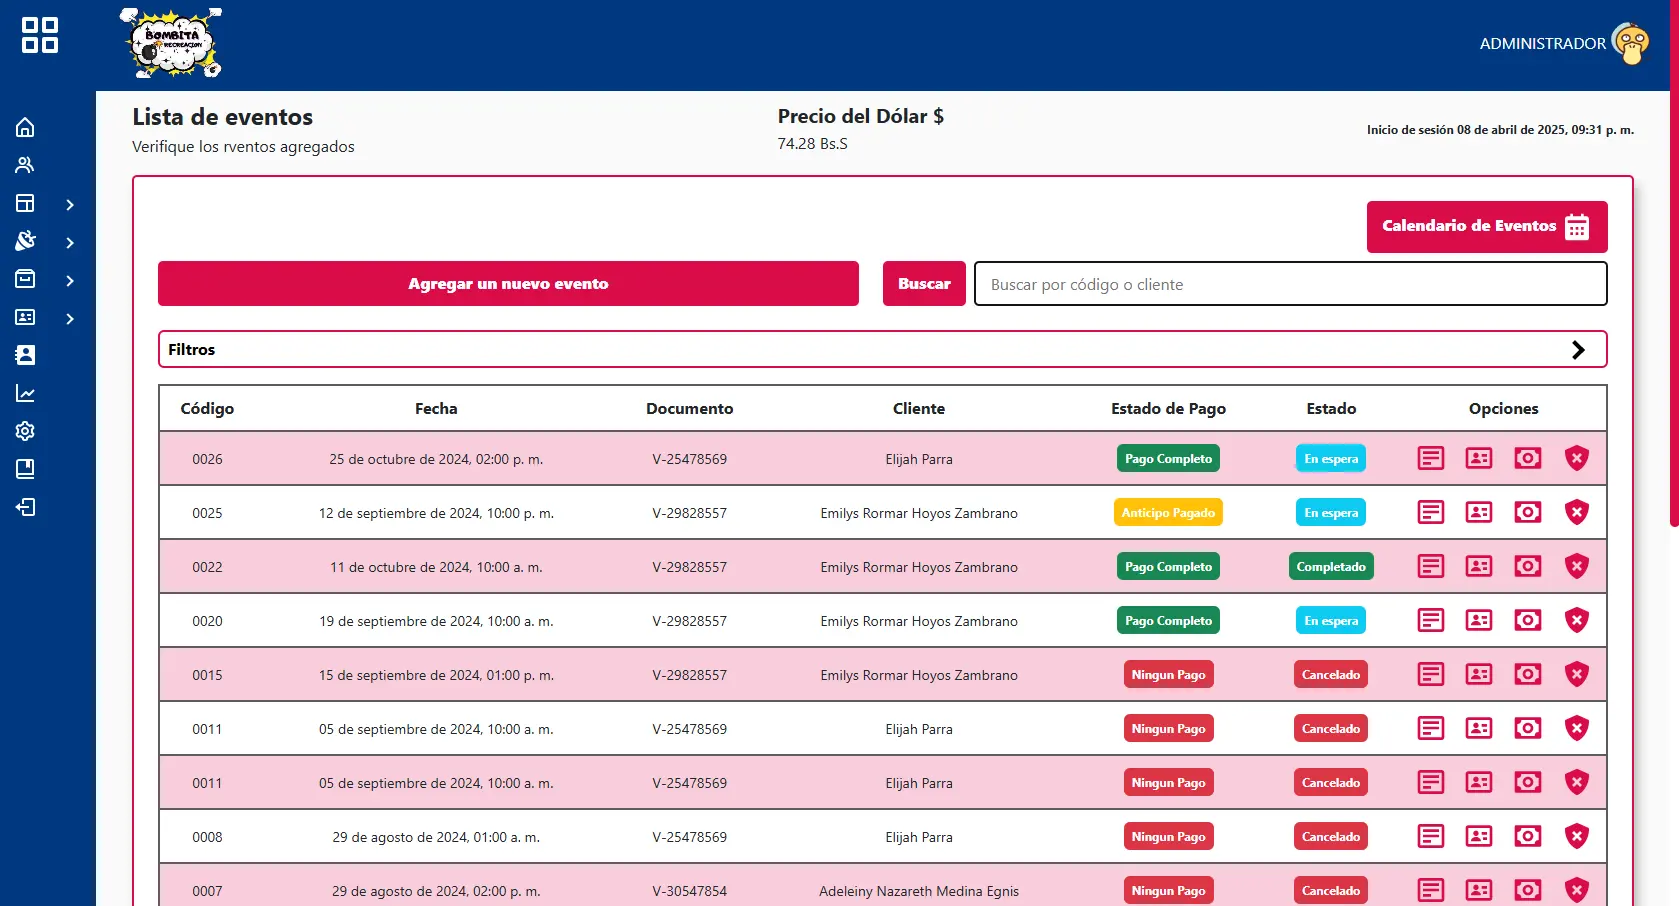 BOMBITA
RECREACION
ADMINISTRADOR
Lista de eventos
Verifique los rventos agregados
Precio del Dólar $
74.28 Bs.S
Inicio de sesión 08 de abril de 2025, 09:31 p. m.
Calendario de Eventos
Agregar un nuevo evento
Buscar
Buscar por código o cliente
Filtros
Código Fecha Documento Cliente Estado de Pago Estado Opciones
0026 25 de octubre de 2024, 02:00 p. m. V-25478569 Elijah Parra Pago Completo En espera
0025 12 de septiembre de 2024, 10:00 p. m. V-29828557 Emilys Rormar Hoyos Zambrano Anticipo Pagado En espera
0022 11 de octubre de 2024, 10:00 a. m. V-29828557 Emilys Rormar Hoyos Zambrano Pago Completo Completado
0020 19 de septiembre de 2024, 10:00 a. m. V-29828557 Emilys Rormar Hoyos Zambrano Pago Completo En espera
0015 15 de septiembre de 2024, 01:00 p. m. V-29828557 Emilys Rormar Hoyos Zambrano Ningun Pago Cancelado
0011 05 de septiembre de 2024, 10:00 a. m. V-25478569 Elijah Parra Ningun Pago Cancelado
0011 05 de septiembre de 2024, 10:00 a. m. V-25478569 Elijah Parra Ningun Pago Cancelado
0008 29 de agosto de 2024, 01:00 a. m. V-25478569 Elijah Parra Ningun Pago Cancelado
0007 29 de agosto de 2024, 02:00 p. m. V-30547854 Adeleiny Nazareth Medina Egnis Ningun Pago Cancelado